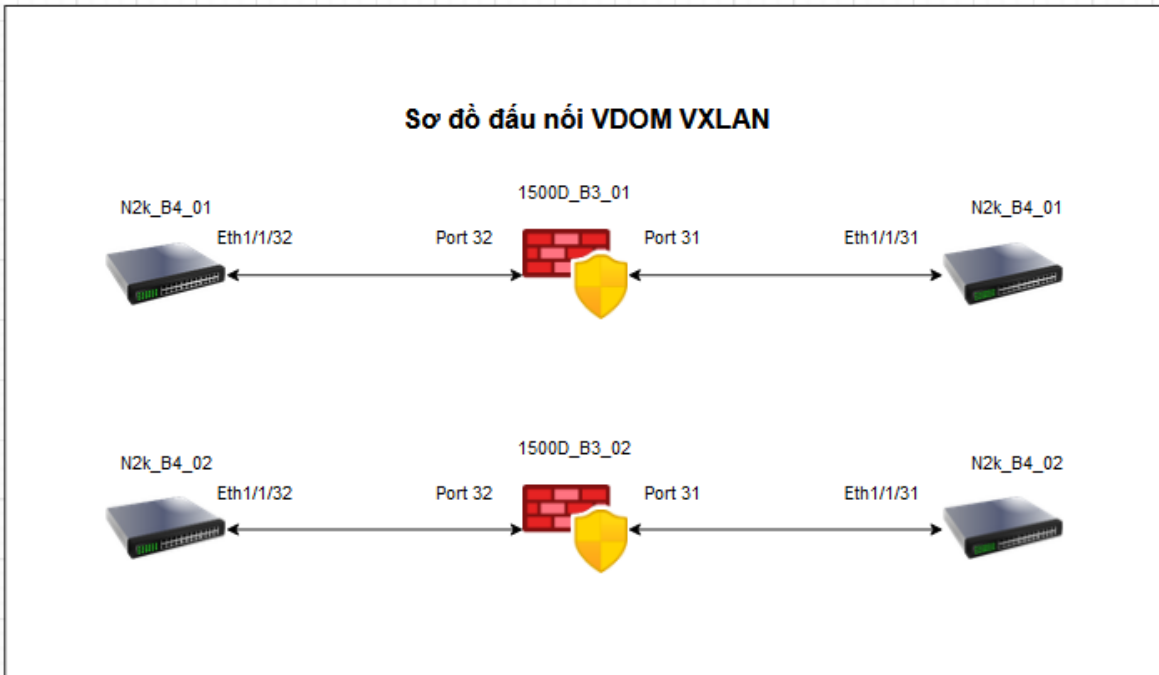 Sơ đồ đấu nối VDOM VXLAN
1500D_B3_01
N2k_B4_01
N2k_B4_01
Eth1/1/32
Port 32
Port 31
Eth1/1/31
1500D_B3_02
N2k_B4_02
N2k_B4_02
Eth1/1/32
Port 32
Port 31
Eth1/1/31